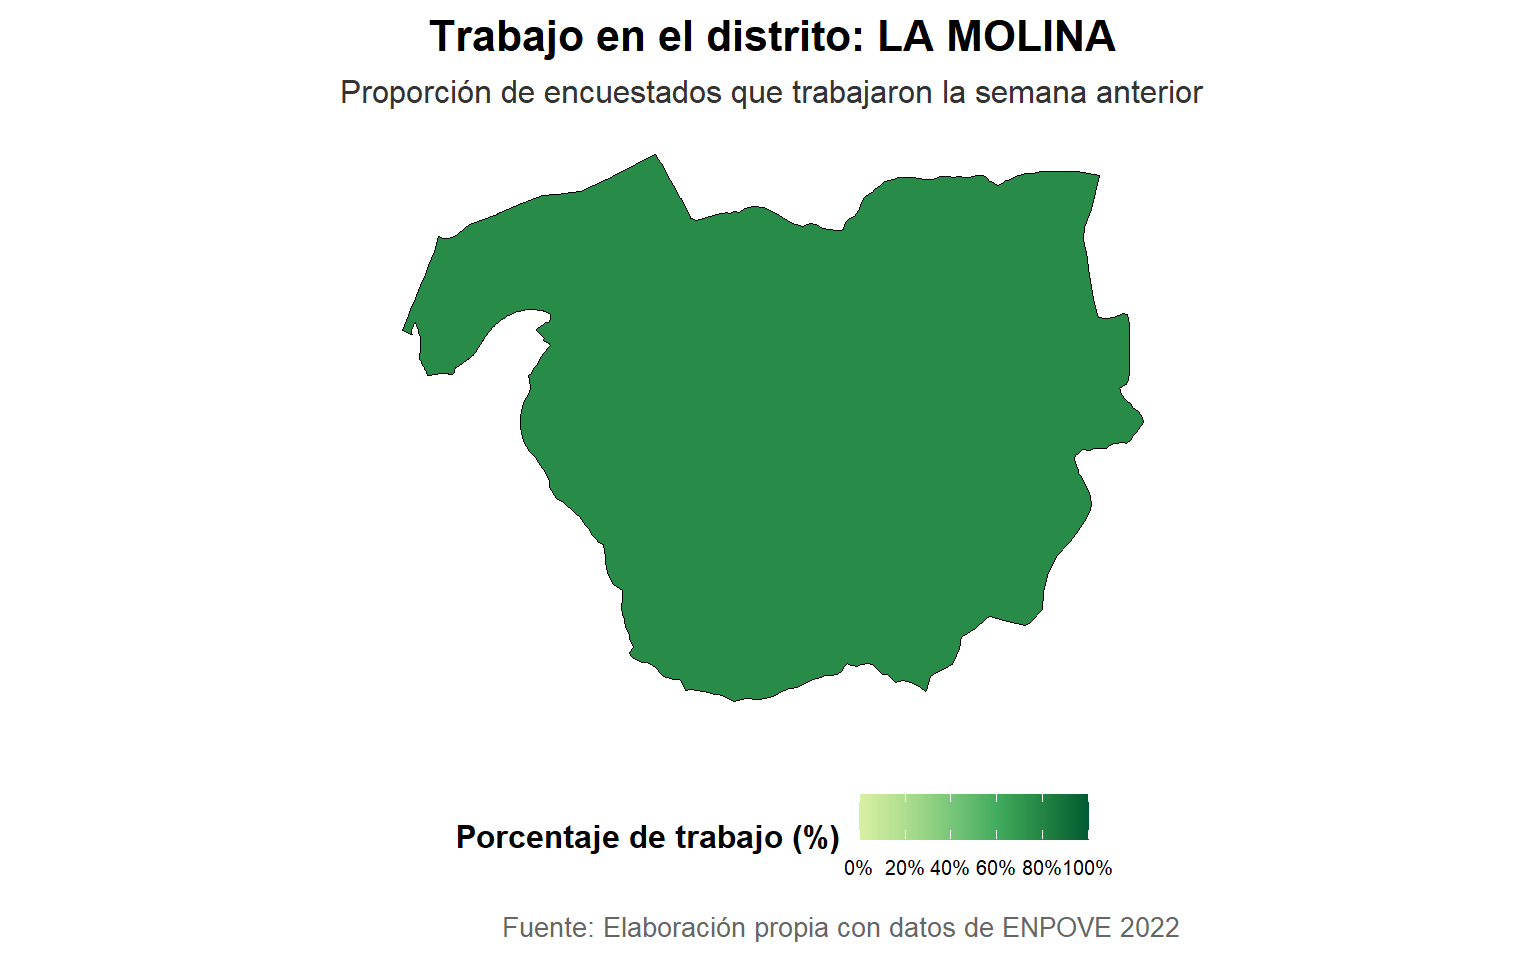 Trabajo en el distrito: LA MOLINA
Proporción de encuestados que trabajaron la semana anterior
Porcentaje de trabajo (%)
0% 20% 40% 60% 80% 100%
Fuente: Elaboración propia con datos de ENPOVE 2022